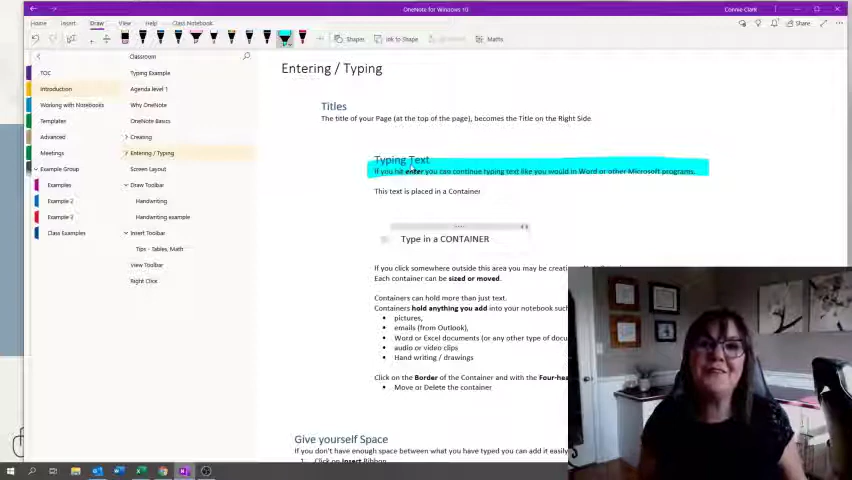 OneNote for Windows 10
Connie Clark
Home Insert Draw View Help Class Notebook
Share
Shapes Ink to Shape Maths
Classroom
TOC
Introduction
Working with Notebooks
Templates
Advanced
Meetings
Example Group
Examples
Example 2
Example 3
Class Examples
Typing Example
Agenda level 1
Why OneNote
OneNote Basics
Creating
Entering / Typing
Screen Layout
Draw Toolbar
Handwriting
Handwriting example
Insert Toolbar
Tips - Tables, Math
View Toolbar
Right Click
Entering / Typing
Titles
The title of your Page (at the top of the page), becomes the Title on the Right Side
Typing Text
If you hit enter you can continue typing text like you would in Word or other Microsoft programs.
This text is placed in a Container
Type in a CONTAINER
If you click somewhere outside this area you may be
Each container can be sized or moved.
Containers can hold more than just text.
Containers hold anything you add into your notebook
pictures,
emails (from Outlook),
Word or Excel documents (or any other type of
audio or video clips
Hand writing / drawings
Click on the Border of the Container and with the
Move or Delete the container
Give yourself Space
If you don't have enough space between what you have typed you can add it easily
1. Click on Insert Ribbon